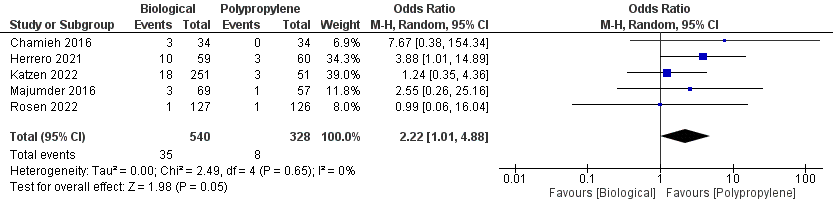 Biological Polypropylene Odds Ratio Odds Ratio
Study or Subgroup Events Total Events Total Weight M-H, Random, 95% CI M-H, Random, 95% CI
Chamieh 2016 3 34 0 34 6.9% 7.67 [0.38, 154.34]
Herrero 2021 10 59 3 60 34.3% 3.88 [1.01, 14.89]
Katzen 2022 18 251 3 51 39.0% 1.24 [0.35, 4.36]
Majumder 2016 3 69 1 57 11.8% 2.55 [0.26, 25.16]
Rosen 2022 1 127 1 126 8.0% 0.99 [0.06, 16.04]
Total (95% CI) 540 328 100.0% 2.22 [1.01, 4.88]
Total events 35 8
Heterogeneity: Tau² = 0.00; Chi² = 2.49, df = 4 (P = 0.65); I² = 0%
Test for overall effect: Z = 1.98 (P = 0.05)
0.01 0.1 1 10 100
Favours [Biological] Favours [Polypropylene]